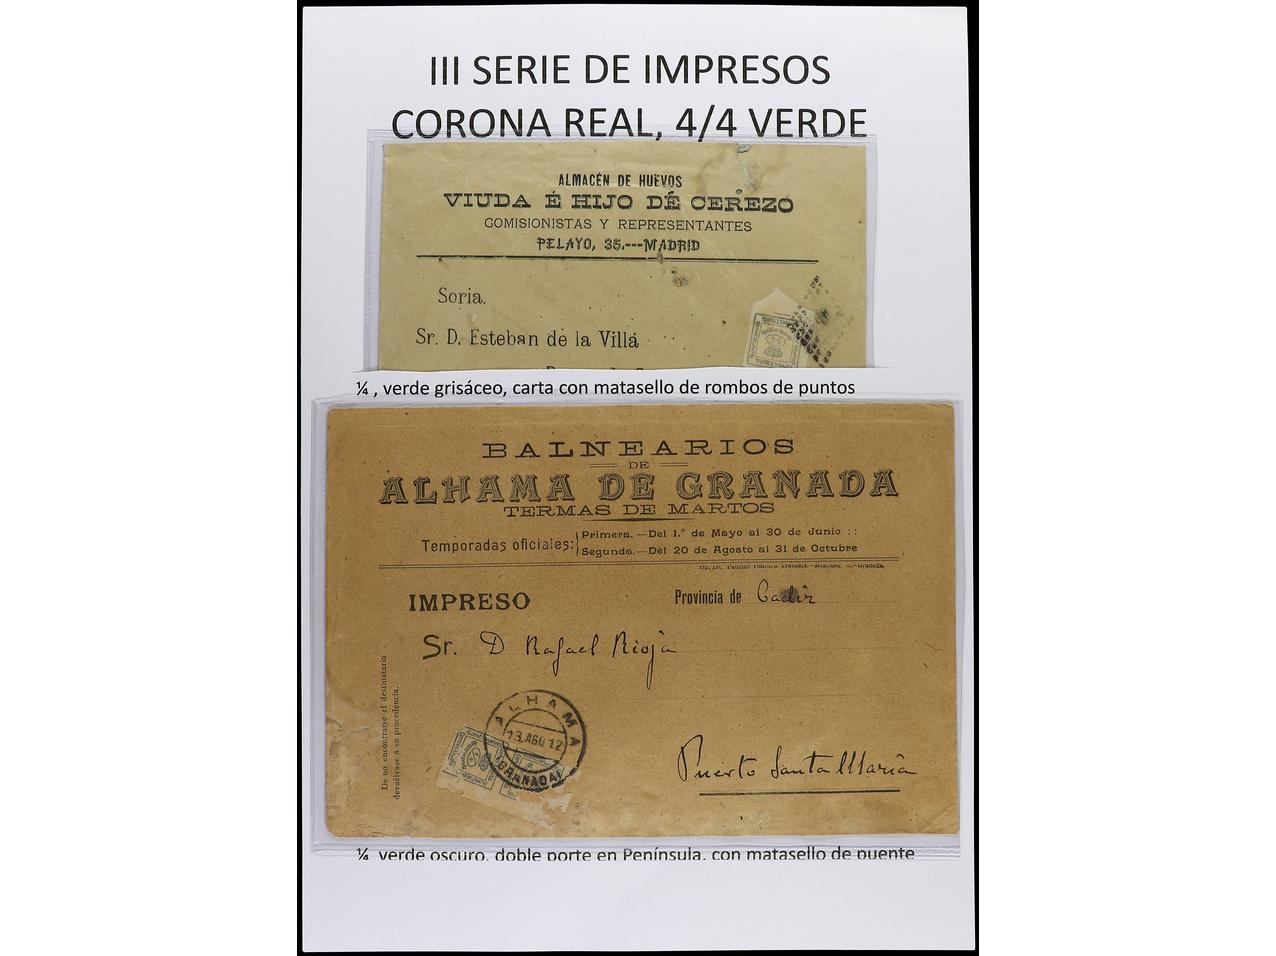 III SERIE DE IMPRESOS
CORONA REAL, 4/4 VERDE
ALMACÉN DE HUEVOS
VIUDA É HIJO DÉ CEREZO
COMISIONISTAS Y REPRESENTANTES
PELAYO, 35.---MADRID
Soria.
Sr. D. Esteban de la Villa
¼ , verde grisáceo, carta con matasello de rombos de puntos
BALNEARIOS
DE
ALHAMA DE GRANADA
TERMAS DE MARTOS
Temporadas oficiales:
Primera. — Del 1.º de Mayo al 30 de Junio : :
Segunda. — Del 20 de Agosto al 31 de Octubre
IMPRESO
Provincia de Cadiz
Sr. D Rafael Rioja
De no encontrarse el destinatario
devuélvase á su procedencia.
ALHAMA
13.AGO.12
(GRANADA)
Puerto Santa Maria
¼ verde oscuro, doble porte en Península, con matasello de puente